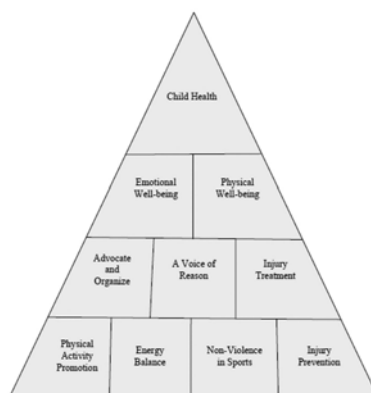 Child Health
Emotional
Well-being
Physical
Well-being
Advocate
and
Organize
A Voice of
Reason
Injury
Treatment
Physical
Activity
Promotion
Energy
Balance
Non-Violence
in Sports
Injury
Prevention